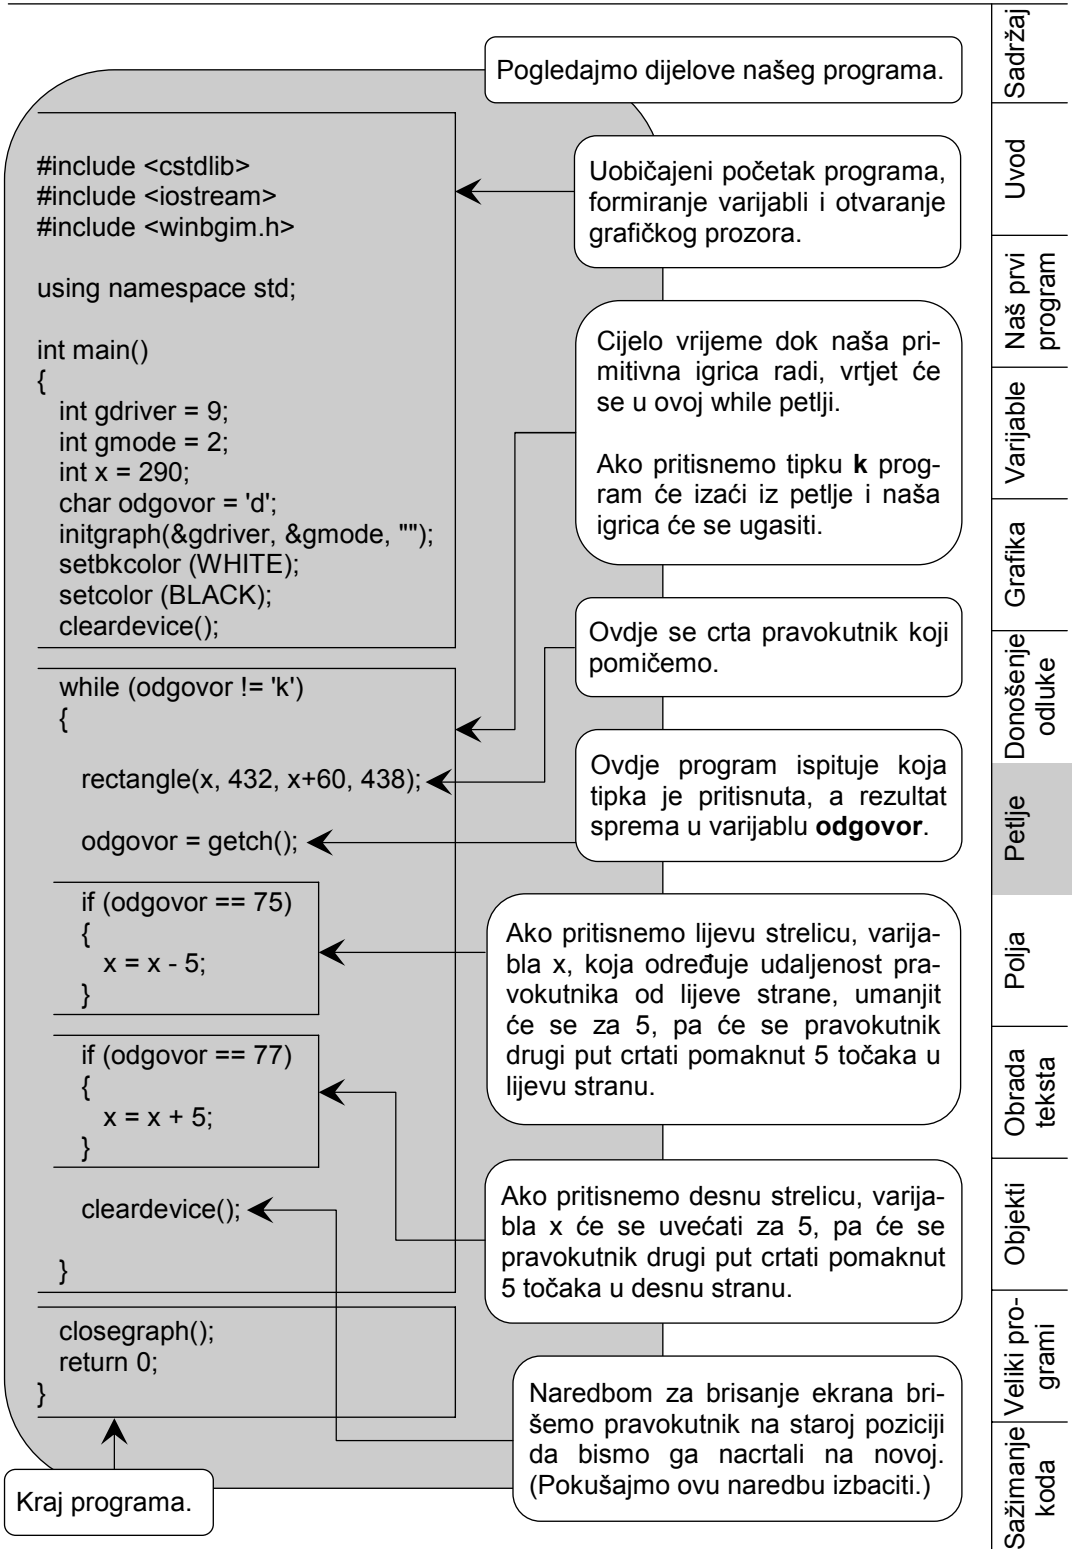 Pogledajmo dijelove našeg programa.
#include <cstdlib>
#include <iostream>
#include <winbgim.h>
using namespace std;
int main()
{
int gdriver = 9;
int gmode = 2;
int x = 290;
char odgovor = 'd';
initgraph(&gdriver, &gmode, "");
setbkcolor (WHITE);
setcolor (BLACK);
cleardevice();
while (odgovor != 'k')
{
rectangle(x, 432, x+60, 438);
odgovor = getch();
if (odgovor == 75)
{
x = x - 5;
}
if (odgovor == 77)
{
x = x + 5;
}
cleardevice();
}
closegraph();
return 0;
}
Kraj programa.
Uobičajeni početak programa,
formiranje varijabli i otvaranje
grafičkog prozora.
Cijelo vrijeme dok naša pri-
mitivna igrica radi, vrtjet će
se u ovoj while petlji.
Ako pritisnemo tipku k prog-
ram će izaći iz petlje i naša
igrica će se ugasiti.
Ovdje se crta pravokutnik koji
pomičemo.
Ovdje program ispituje koja
tipka je pritisnuta, a rezultat
sprema u varijablu odgovor.
Ako pritisnemo lijevu strelicu, varija-
bla x, koja određuje udaljenost pra-
vokutnika od lijeve strane, umanjit
će se za 5, pa će se pravokutnik
drugi put crtati pomaknut 5 točaka u
lijevu stranu.
Ako pritisnemo desnu strelicu, varija-
bla x će se uvećati za 5, pa će se
pravokutnik drugi put crtati pomaknut
5 točaka u desnu stranu.
Naredbom za brisanje ekrana bri-
šemo pravokutnik na staroj poziciji
da bismo ga nacrtali na novoj.
(Pokušajmo ovu naredbu izbaciti.)
Sadržaj
Uvod
Naš prvi
program
Varijable
Grafika
Donošenje
odluke
Petlje
Polja
Obrada
teksta
Objekti
Veliki pro-
grami
Sažimanje
koda